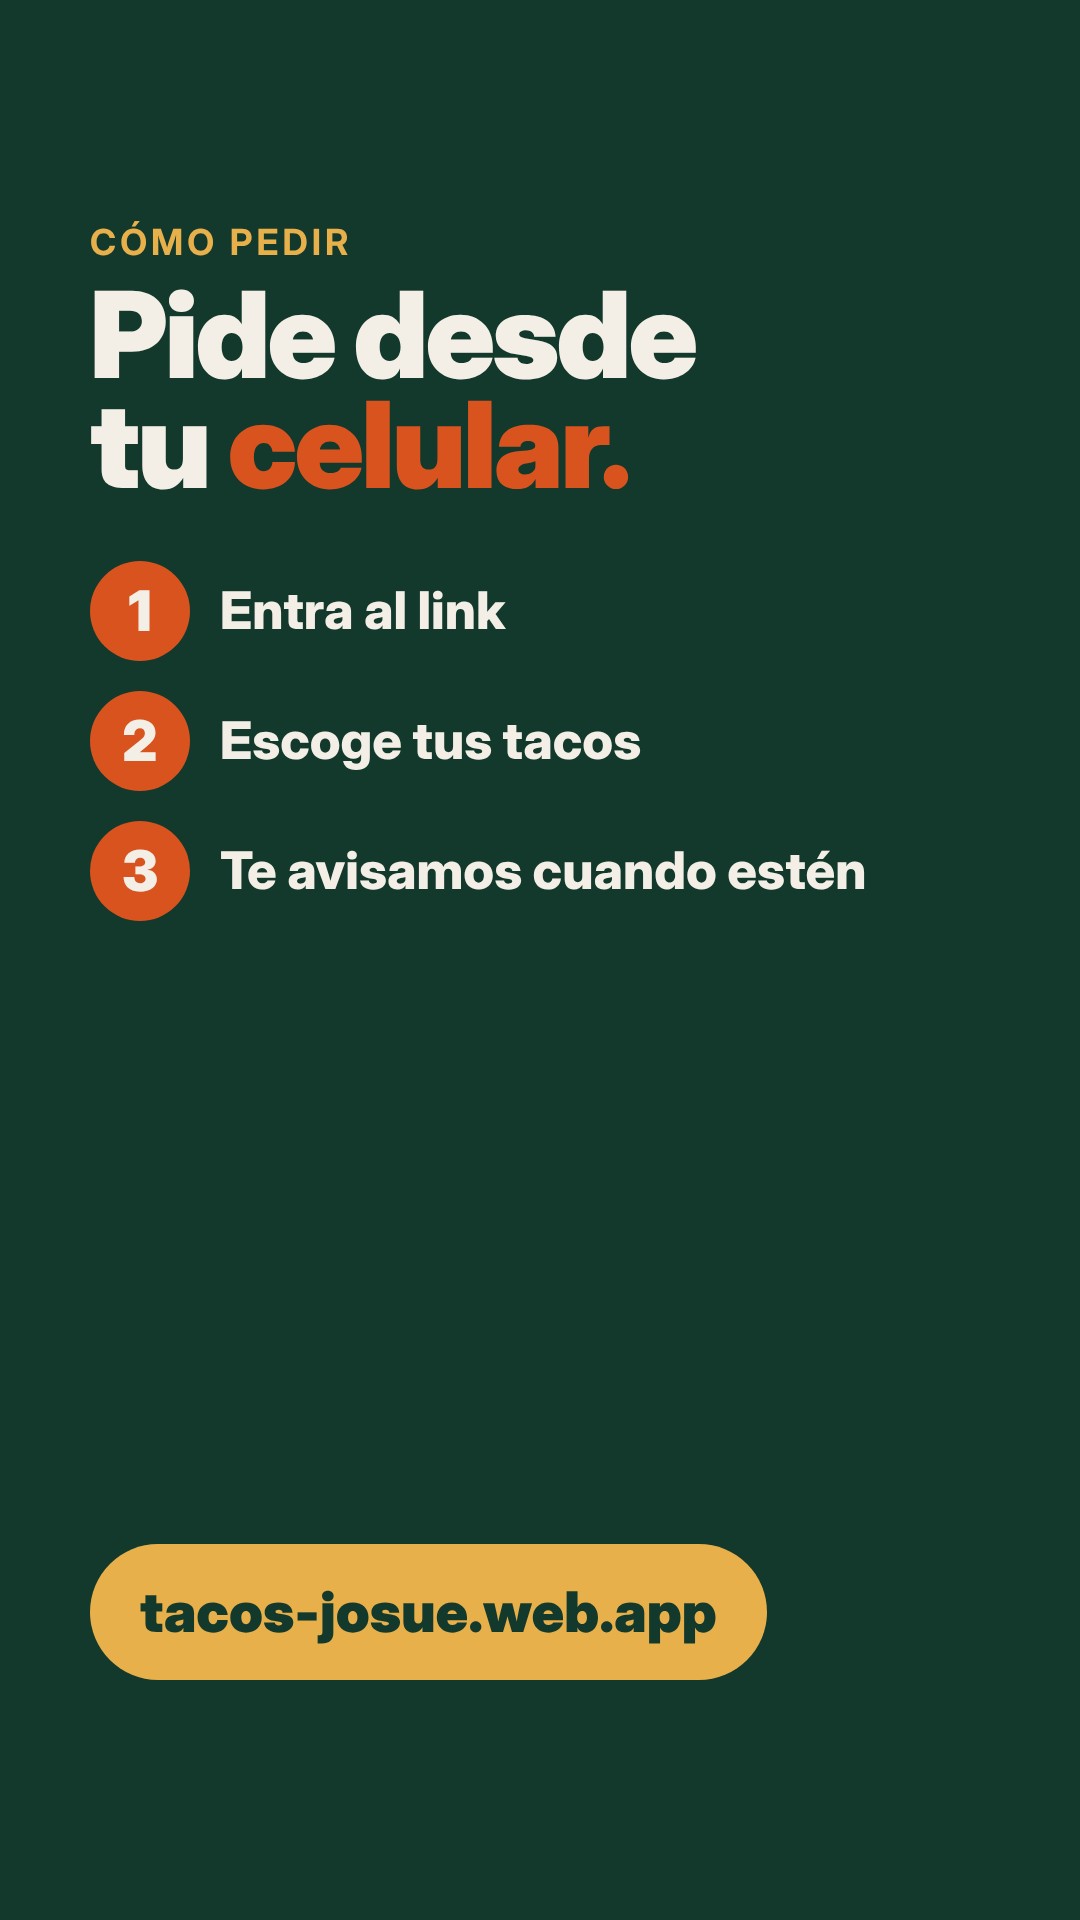 CÓMO PEDIR
Pide desde
tu celular.
1 Entra al link
2 Escoge tus tacos
3 Te avisamos cuando estén
tacos-josue.web.app